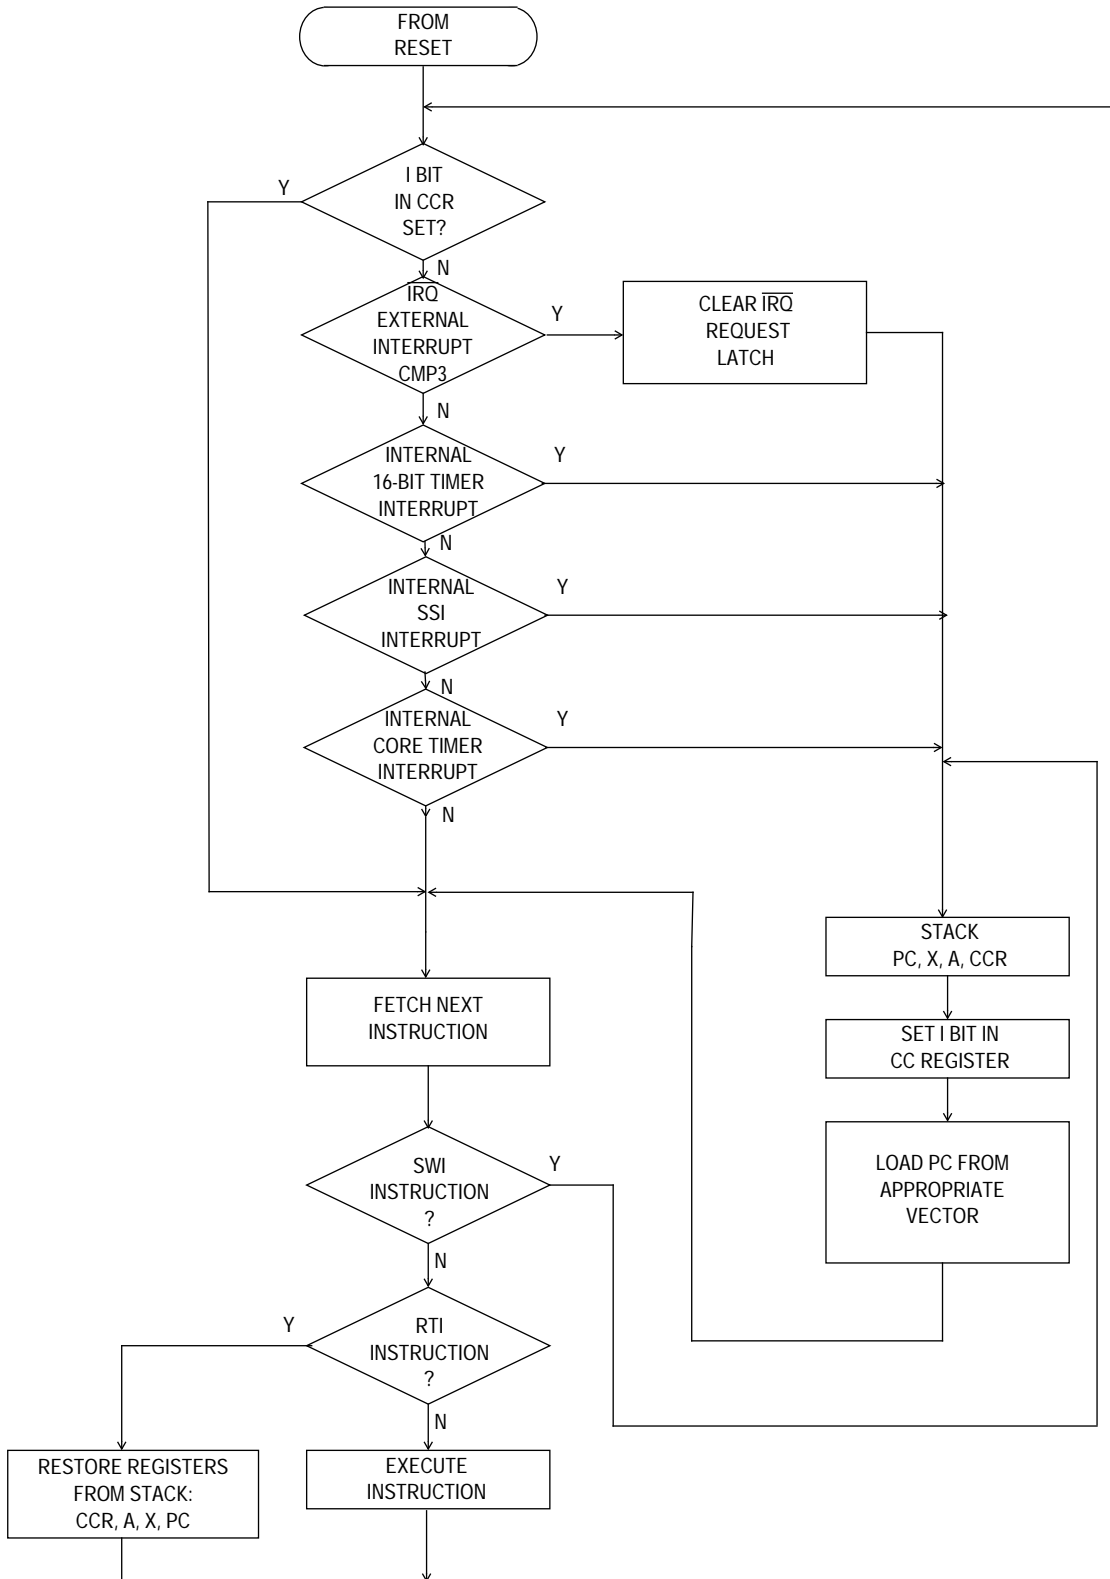 FROM
RESET
I BIT
IN CCR
SET?
Y
N
IRQ
EXTERNAL
INTERRUPT
CMP3
Y
CLEAR IRQ
REQUEST
LATCH
N
INTERNAL
16-BIT TIMER
INTERRUPT
Y
N
INTERNAL
SSI
INTERRUPT
Y
N
INTERNAL
CORE TIMER
INTERRUPT
Y
N
STACK
PC, X, A, CCR
FETCH NEXT
INSTRUCTION
SET I BIT IN
CC REGISTER
SWI
INSTRUCTION
?
Y
LOAD PC FROM
APPROPRIATE
VECTOR
N
RTI
INSTRUCTION
?
Y
N
RESTORE REGISTERS
FROM STACK:
CCR, A, X, PC
EXECUTE
INSTRUCTION